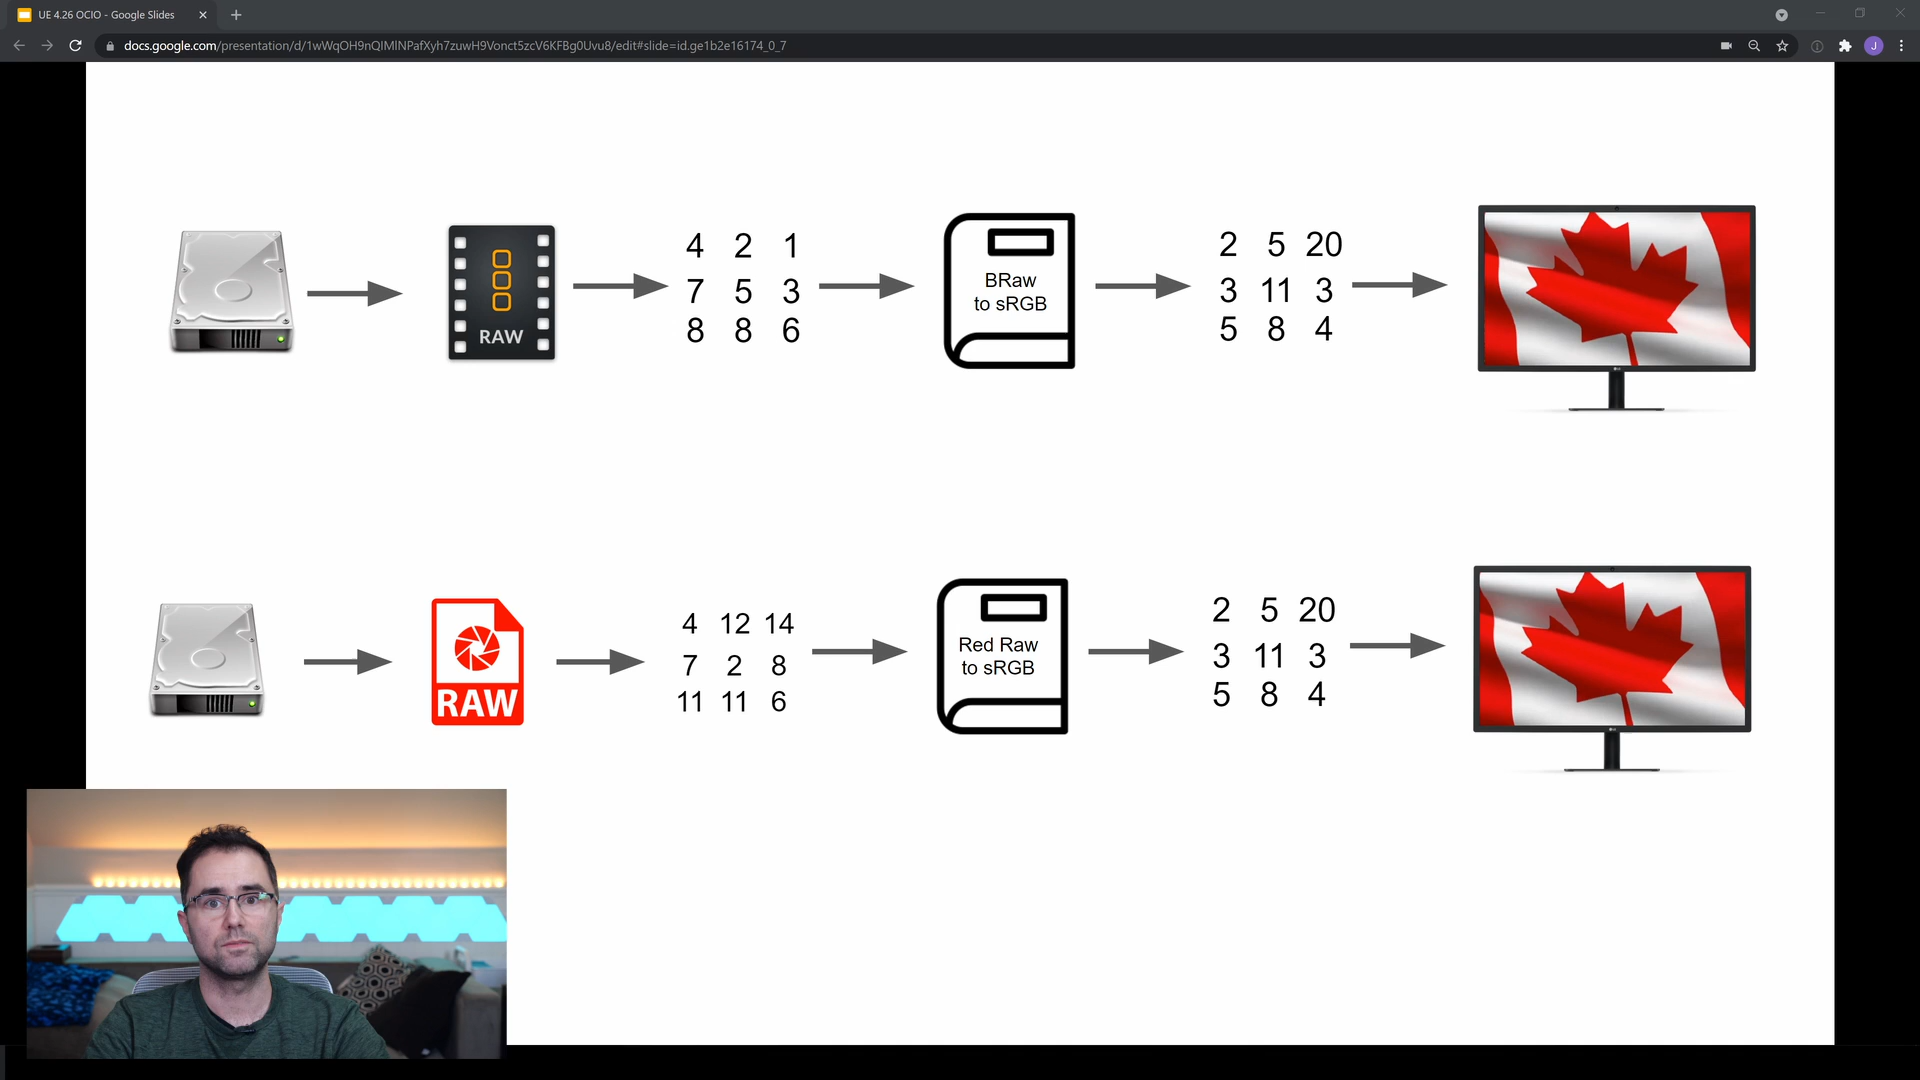 UE 4.26 OCIO - Google Slides
docs.google.com/presentation/d/1wWqOH9nQIMlNPafXyh7zuwH9Vonct5zcV6KFBg0Uvu8/edit#slide=id.ge1b2e16174_0_7
J
RAW
4 2 1
7 5 3
8 8 6
BRaw
to sRGB
2 5 20
3 11 3
5 8 4
RAW
4 12 14
7 2 8
11 11 6
Red Raw
to sRGB
2 5 20
3 11 3
5 8 4